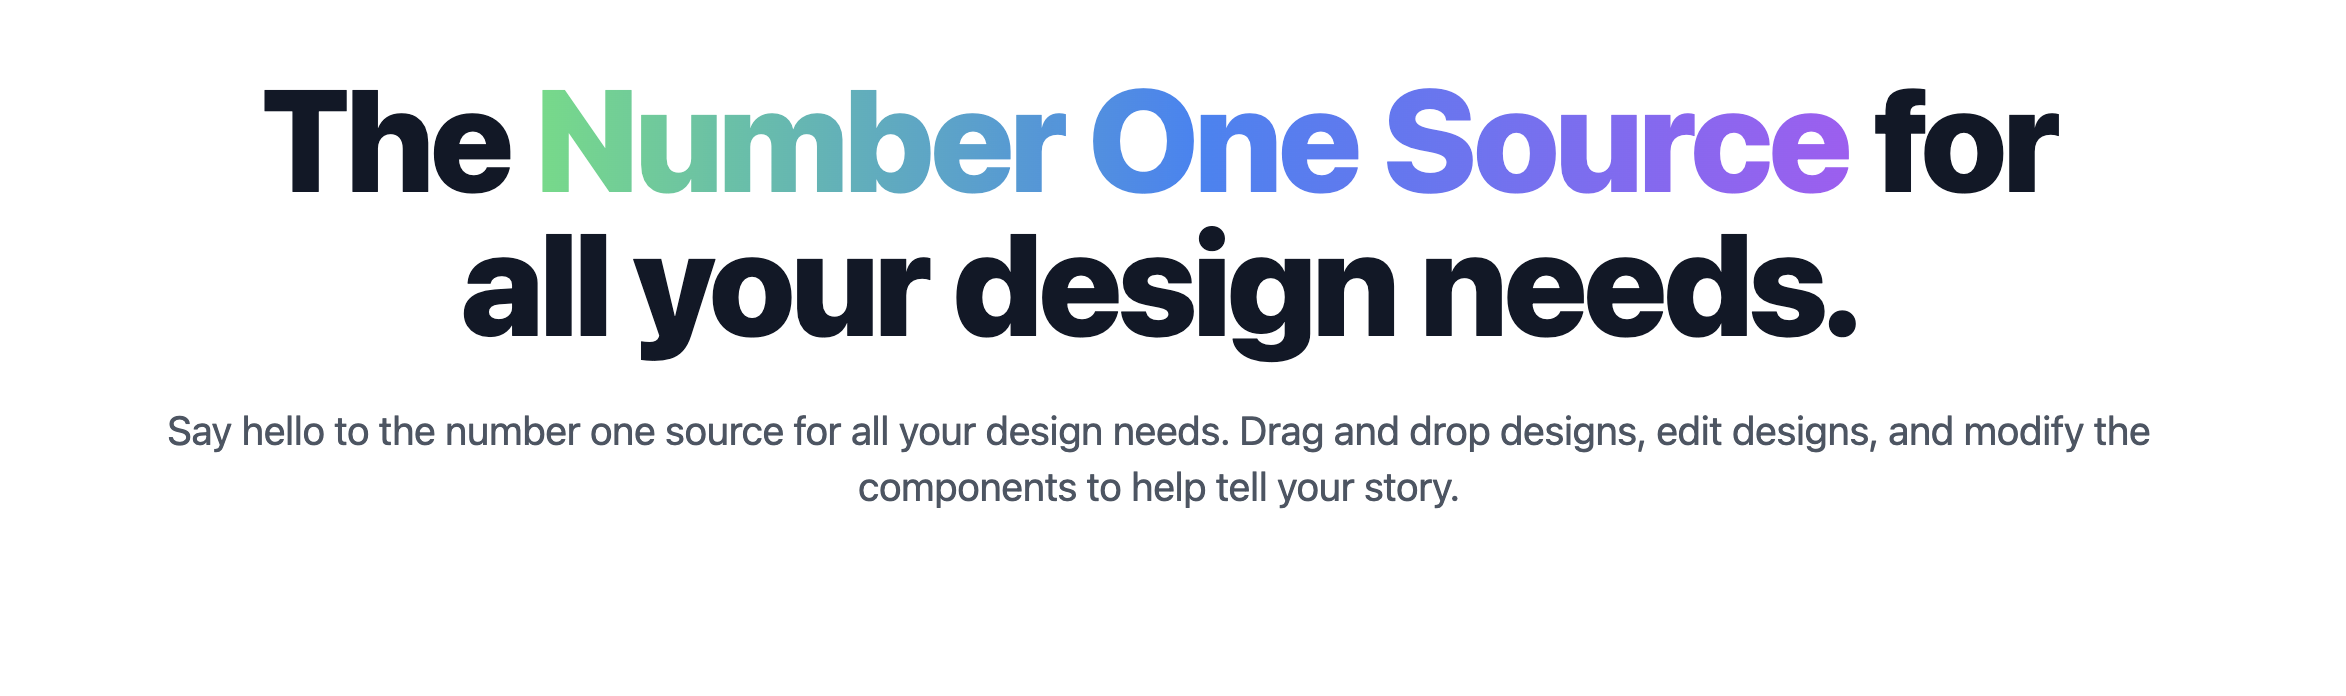 The Number One Source for
all your design needs.
Say hello to the number one source for all your design needs. Drag and drop designs, edit designs, and modify the
components to help tell your story.